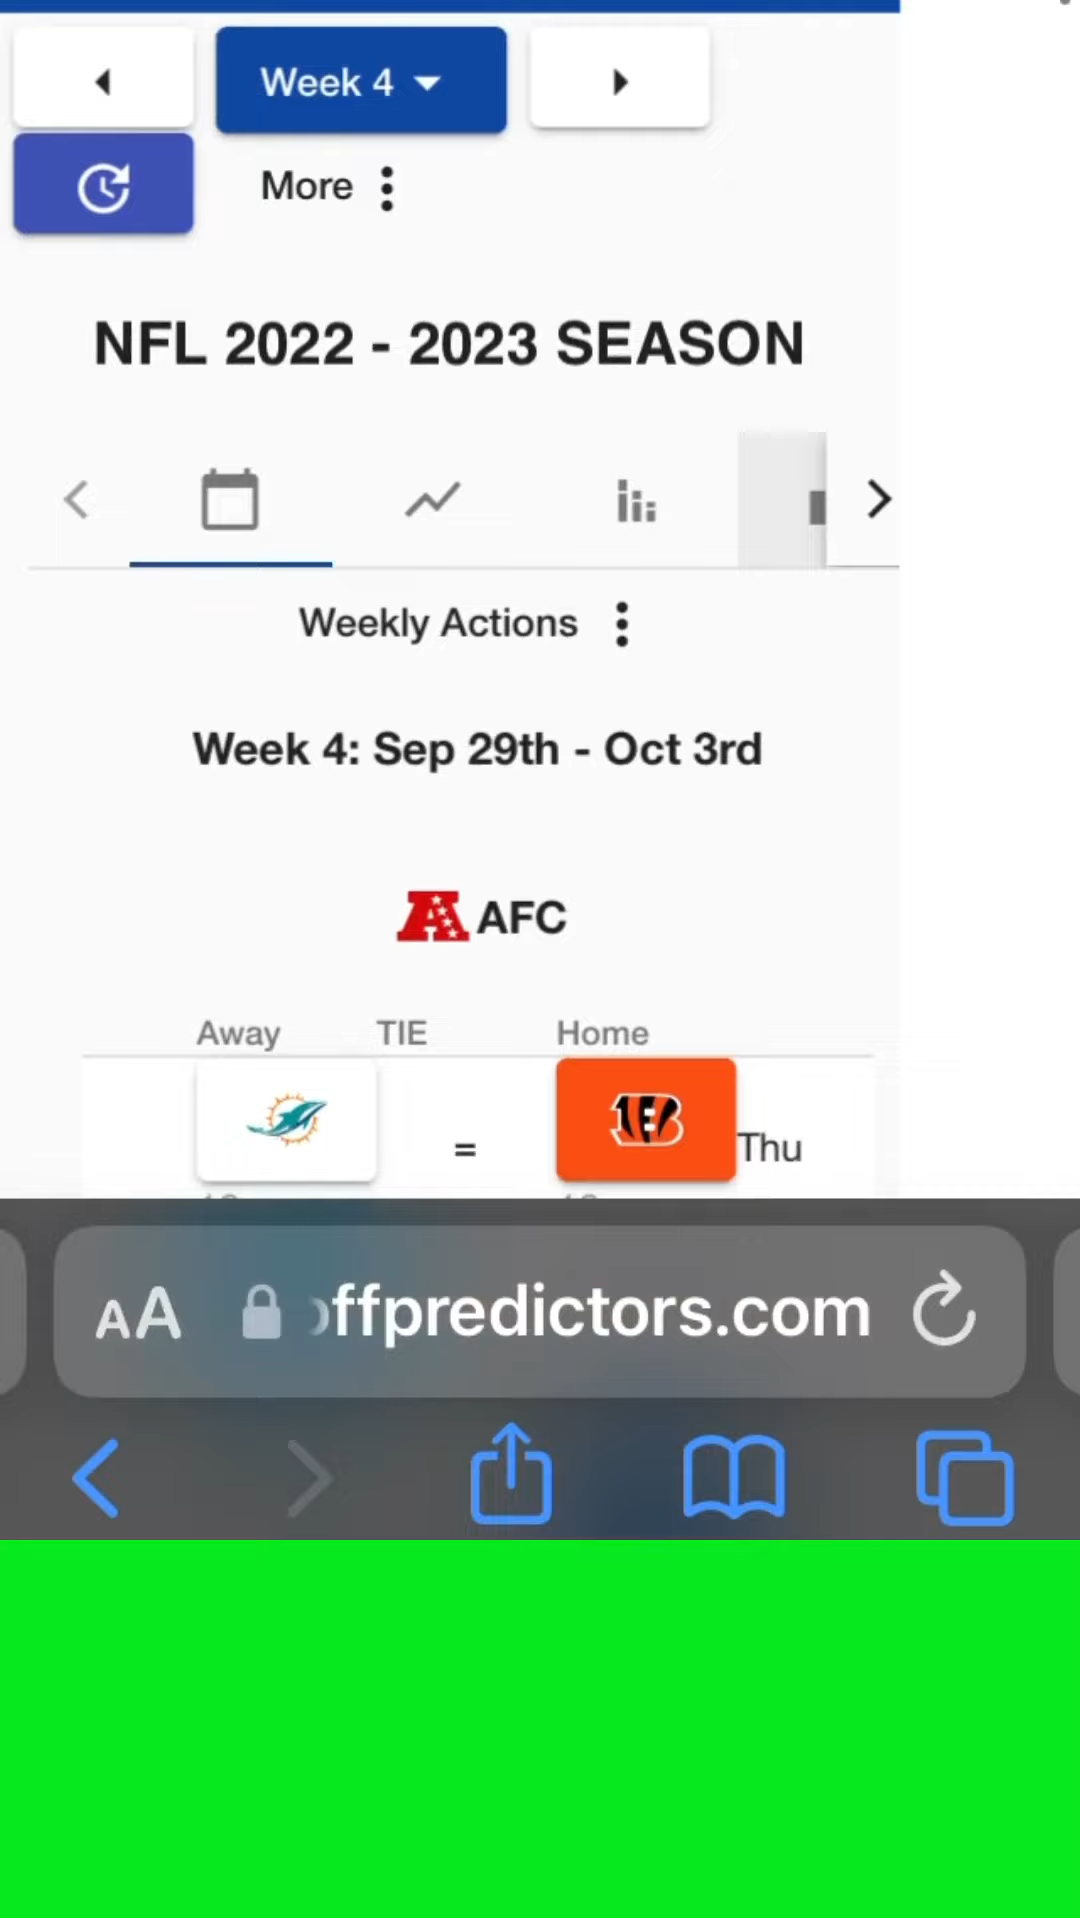 Week 4
More
NFL 2022 - 2023 SEASON
Weekly Actions
Week 4: Sep 29th - Oct 3rd
AFC
Away TIE Home
= Thu
AA ffpredictors.com